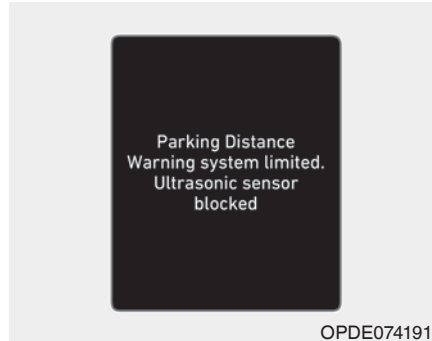 Parking Distance
Warning system limited.
Ultrasonic sensor
blocked
OPDE074191